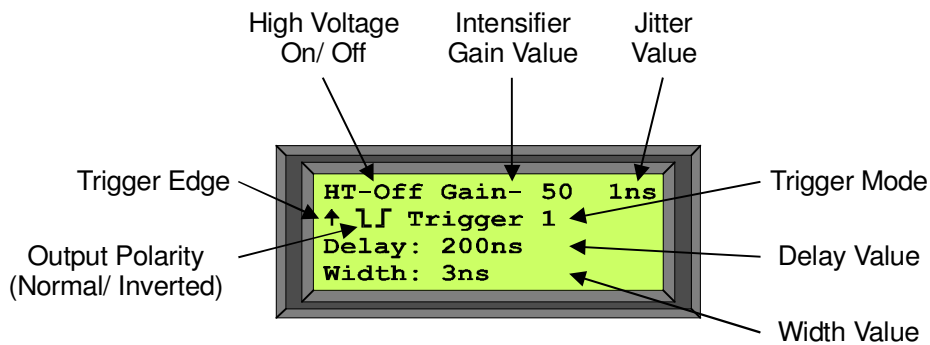 High Voltage
On/ Off
Intensifier
Gain Value
Jitter
Value
HT-Off Gain- 50 1ns
↑ Trigger 1
Delay: 200ns
Width: 3ns
Trigger Edge
Output Polarity
(Normal/ Inverted)
Trigger Mode
Delay Value
Width Value